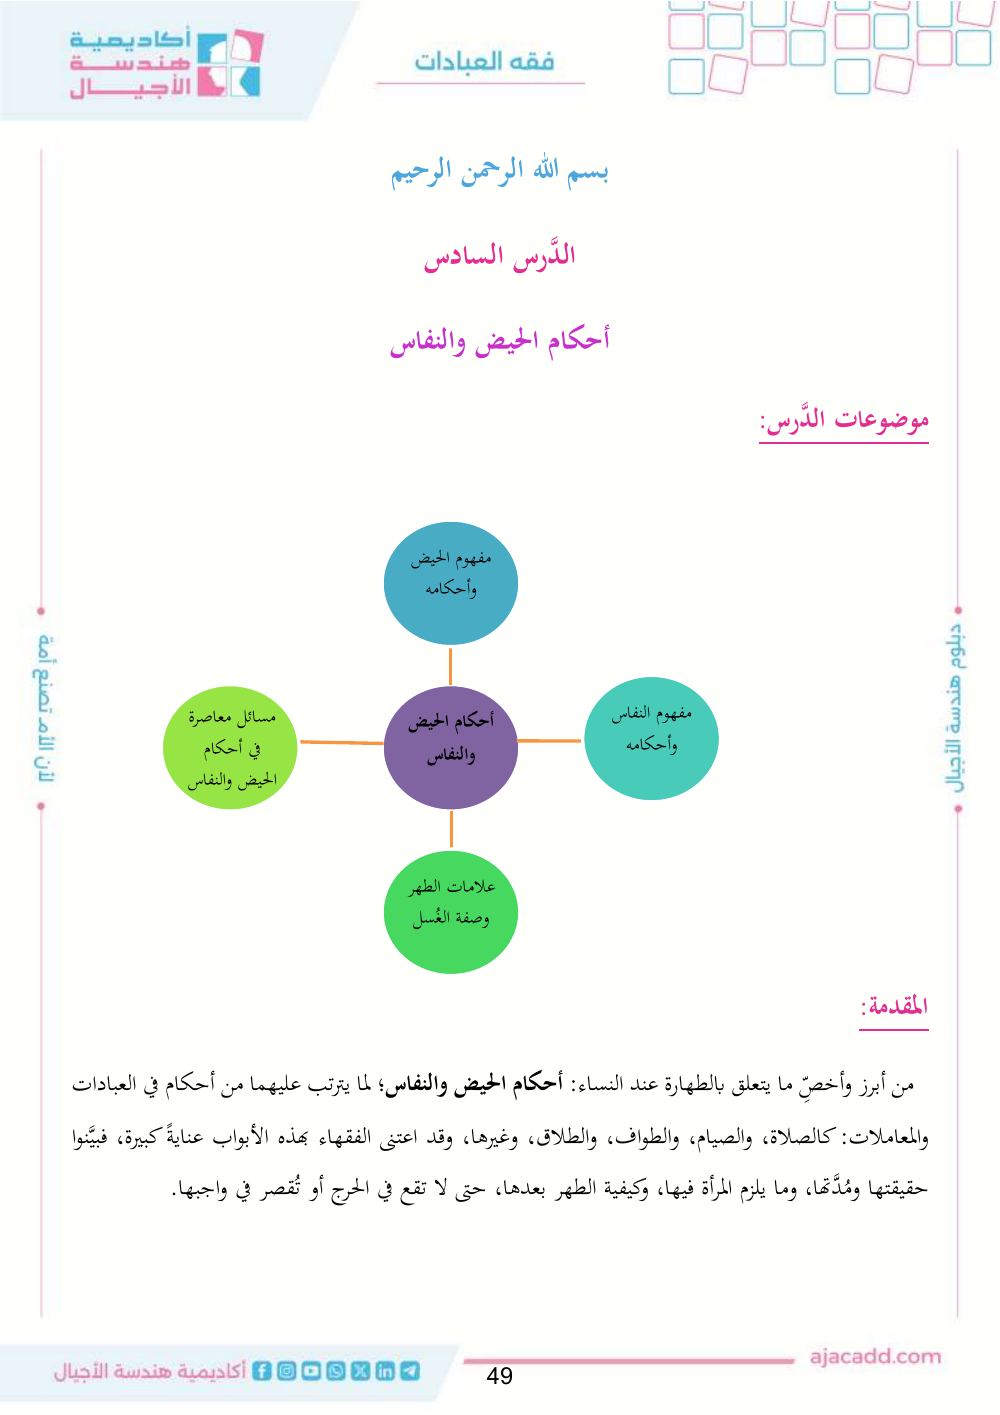 أكاديمية
هندسة
الأجيال
فقه العبادات
بسم الله الرحمن الرحيم
الدَّرس السادس
أحكام الحيض والنفاس
موضوعات الدَّرس:
مفهوم الحيض
وأحكامه
مفهوم النفاس
وأحكامه
أحكام الحيض
والنفاس
مسائل معاصرة
في أحكام
الحيض والنفاس
علامات الطهر
وصفة الغُسل
دبلوم هندسة الأجيال
لأن الأم تصنع أمة
المقدمة:
من أبرز وأخصِّ ما يتعلق بالطهارة عند النساء: أحكام الحيض والنفاس؛ لما يترتب عليهما من أحكام في العبادات
والمعاملات: كالصلاة، والصيام، والطواف، والطلاق، وغيرها، وقد اعتنى الفقهاء بهذه الأبواب عنايةً كبيرة، فبيَّنوا
حقيقتها ومُدَّتها، وما يلزم المرأة فيها، وكيفية الطهر بعدها، حتى لا تقع في الحرج أو تُقصر في واجبها.
ajacadd.com
49
أكاديمية هندسة الأجيال